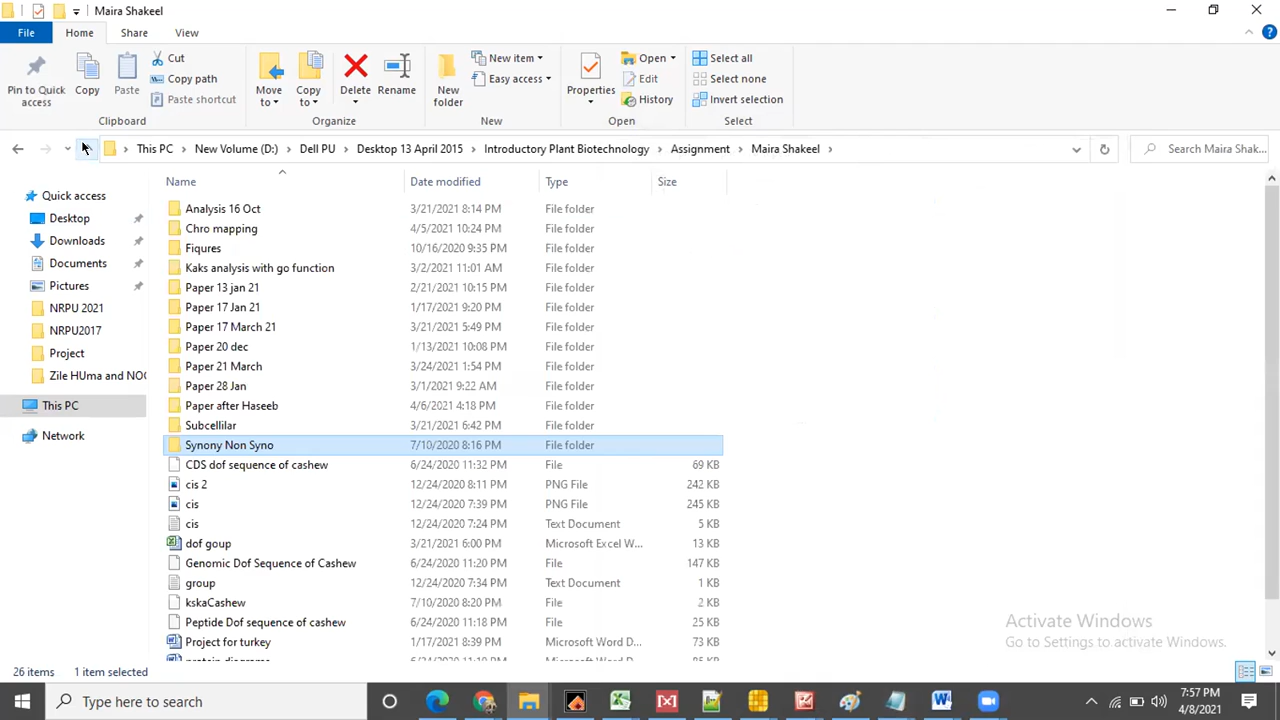 Maira Shakeel
File Home Share View
Pin to Quick access
Copy
Paste
Cut
Copy path
Paste shortcut
Clipboard
Move to
Copy to
Delete
Rename
Organize
New folder
New item
Easy access
New
Properties
Open
Edit
History
Open
Select all
Select none
Invert selection
Select
This PC New Volume (D:) Dell PU Desktop 13 April 2015 Introductory Plant Biotechnology Assignment Maira Shakeel
Search Maira Shak...
Quick access
Desktop
Downloads
Documents
Pictures
NRPU 2021
NRPU2017
Project
Zile HUma and NOC
This PC
Network
Name Date modified Type Size
Analysis 16 Oct 3/21/2021 8:14 PM File folder
Chro mapping 4/5/2021 10:24 PM File folder
Fiqures 10/16/2020 9:35 PM File folder
Kaks analysis with go function 3/2/2021 11:01 AM File folder
Paper 13 jan 21 2/21/2021 10:15 PM File folder
Paper 17 Jan 21 1/17/2021 9:20 PM File folder
Paper 17 March 21 3/21/2021 5:49 PM File folder
Paper 20 dec 1/13/2021 10:08 PM File folder
Paper 21 March 3/24/2021 1:54 PM File folder
Paper 28 Jan 3/1/2021 9:22 AM File folder
Paper after Haseeb 4/6/2021 4:18 PM File folder
Subcellilar 3/21/2021 6:42 PM File folder
Synony Non Syno 7/10/2020 8:16 PM File folder
CDS dof sequence of cashew 6/24/2020 11:32 PM File 69 KB
cis 2 12/24/2020 8:11 PM PNG File 242 KB
cis 12/24/2020 7:39 PM PNG File 245 KB
cis 12/24/2020 7:24 PM Text Document 5 KB
dof goup 3/21/2021 6:00 PM Microsoft Excel W... 13 KB
Genomic Dof Sequence of Cashew 6/24/2020 11:20 PM File 147 KB
group 12/24/2020 7:34 PM Text Document 1 KB
kskaCashew 7/10/2020 8:20 PM File 2 KB
Peptide Dof sequence of cashew 6/24/2020 11:18 PM File 25 KB
Project for turkey 1/17/2021 8:39 PM Microsoft Word D... 73 KB
Activate Windows
Go to Settings to activate Windows.
26 items 1 item selected
Type here to search
7:57 PM
4/8/2021